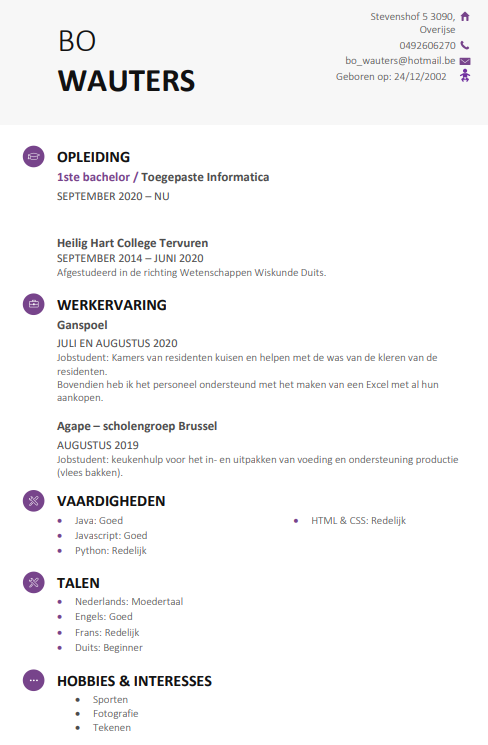 BO
WAUTERS
Stevenshof 5 3090,
Overijse
0492606270
bo_wauters@hotmail.be
Geboren op: 24/12/2002
OPLEIDING
1ste bachelor / Toegepaste Informatica
SEPTEMBER 2020 – NU
Heilig Hart College Tervuren
SEPTEMBER 2014 – JUNI 2020
Afgestudeerd in de richting Wetenschappen Wiskunde Duits.
WERKERVARING
Ganspoel
JULI EN AUGUSTUS 2020
Jobstudent: Kamers van residenten kuisen en helpen met de was van de kleren van de
residenten.
Bovendien heb ik het personeel ondersteund met het maken van een Excel met al hun
aankopen.
Agape – scholengroep Brussel
AUGUSTUS 2019
Jobstudent: keukenhulp voor het in- en uitpakken van voeding en ondersteuning productie
(vlees bakken).
VAARDIGHEDEN
• Java: Goed
• Javascript: Goed
• Python: Redelijk
• HTML & CSS: Redelijk
TALEN
• Nederlands: Moedertaal
• Engels: Goed
• Frans: Redelijk
• Duits: Beginner
HOBBIES & INTERESSES
• Sporten
• Fotografie
• Tekenen